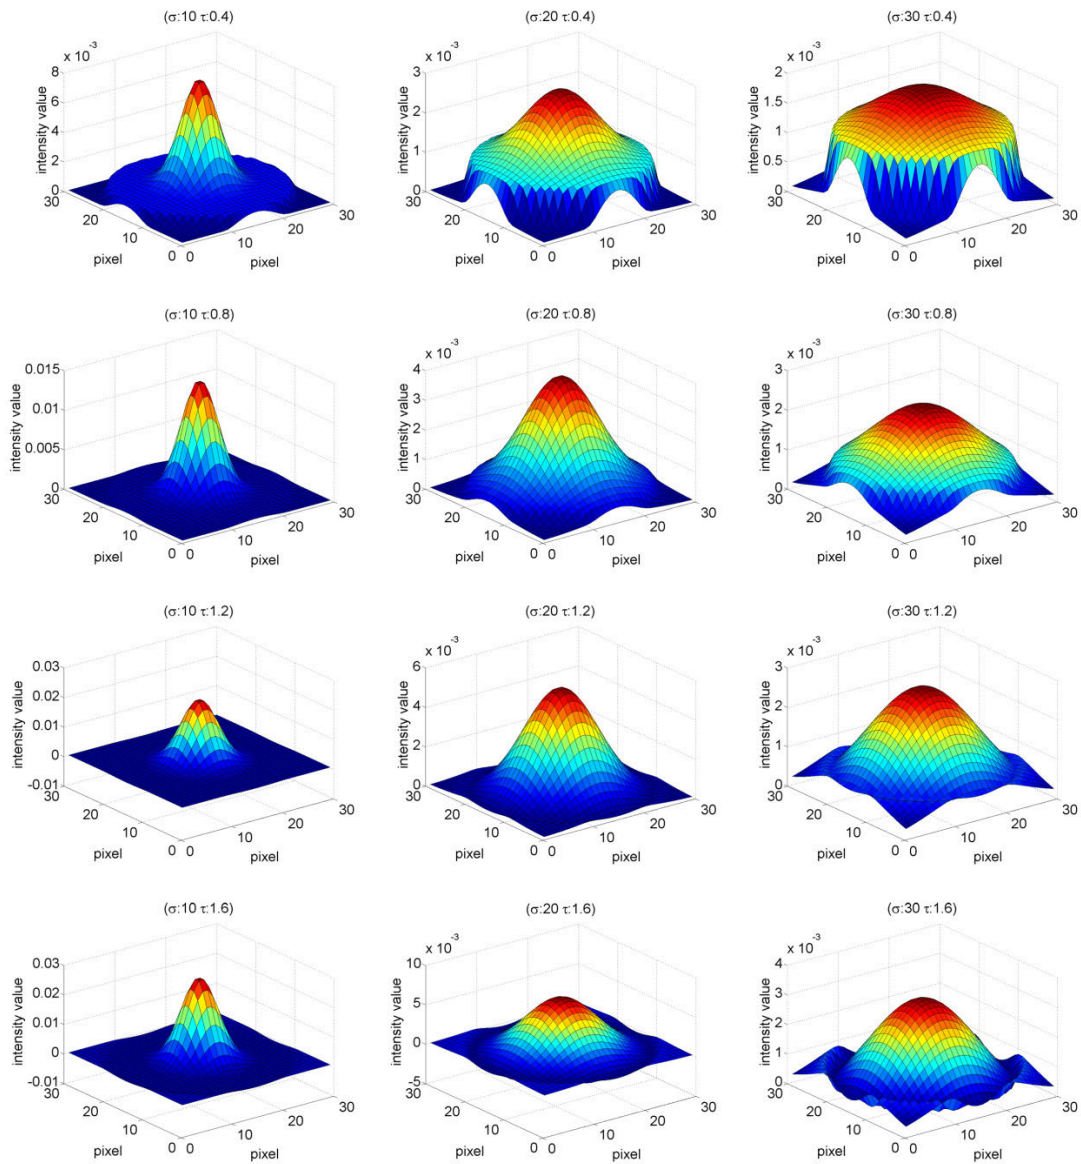 (σ:10 τ:0.4)
x 10⁻³
8
6
4
2
0
intensity value
30
20
10
0
pixel
0
10
20
30
pixel
(σ:20 τ:0.4)
x 10⁻³
3
2
1
0
intensity value
30
20
10
0
pixel
0
10
20
30
pixel
(σ:30 τ:0.4)
x 10⁻³
2
1.5
1
0.5
0
intensity value
30
20
10
0
pixel
0
10
20
30
pixel
(σ:10 τ:0.8)
0.015
0.01
0.005
0
intensity value
30
20
10
0
pixel
0
10
20
30
pixel
(σ:20 τ:0.8)
x 10⁻³
4
3
2
1
0
intensity value
30
20
10
0
pixel
0
10
20
30
pixel
(σ:30 τ:0.8)
x 10⁻³
3
2
1
0
intensity value
30
20
10
0
pixel
0
10
20
30
pixel
(σ:10 τ:1.2)
0.03
0.02
0.01
0
-0.01
intensity value
30
20
10
0
pixel
0
10
20
30
pixel
(σ:20 τ:1.2)
x 10⁻³
6
4
2
0
intensity value
30
20
10
0
pixel
0
10
20
30
pixel
(σ:30 τ:1.2)
x 10⁻³
3
2
1
0
intensity value
30
20
10
0
pixel
0
10
20
30
pixel
(σ:10 τ:1.6)
0.03
0.02
0.01
0
-0.01
intensity value
30
20
10
0
pixel
0
10
20
30
pixel
(σ:20 τ:1.6)
x 10⁻³
10
5
0
-5
intensity value
30
20
10
0
pixel
0
10
20
30
pixel
(σ:30 τ:1.6)
x 10⁻³
4
3
2
1
0
intensity value
30
20
10
0
pixel
0
10
20
30
pixel